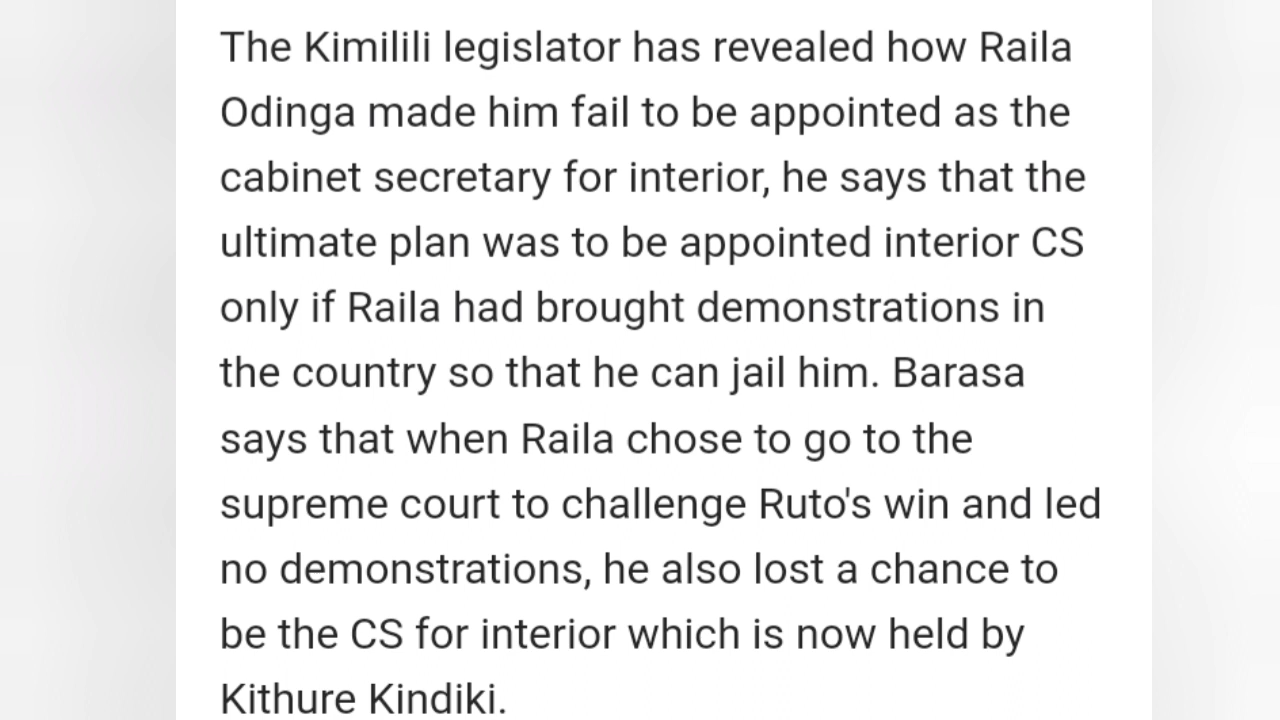 The Kimilili legislator has revealed how Raila
Odinga made him fail to be appointed as the
cabinet secretary for interior, he says that the
ultimate plan was to be appointed interior CS
only if Raila had brought demonstrations in
the country so that he can jail him. Barasa
says that when Raila chose to go to the
supreme court to challenge Ruto's win and led
no demonstrations, he also lost a chance to
be the CS for interior which is now held by
Kithure Kindiki.